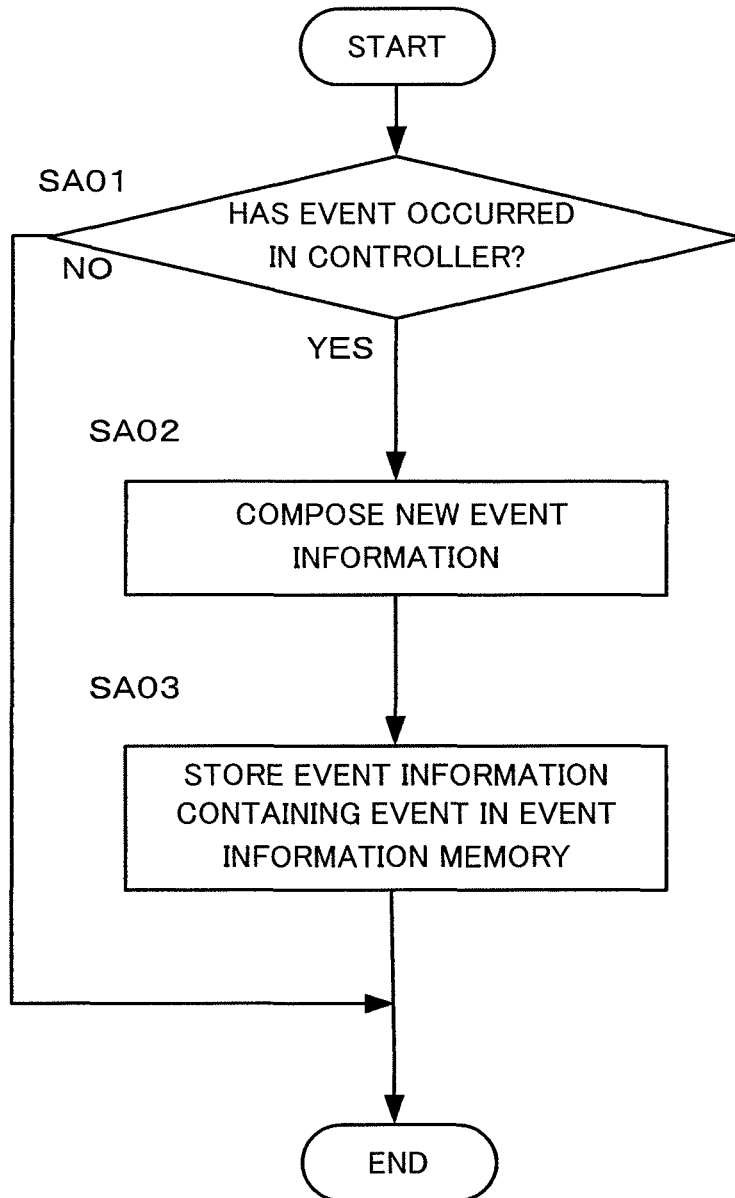 START
SA01
HAS EVENT OCCURRED
IN CONTROLLER?
NO
YES
SA02
COMPOSE NEW EVENT
INFORMATION
SA03
STORE EVENT INFORMATION
CONTAINING EVENT IN EVENT
INFORMATION MEMORY
END